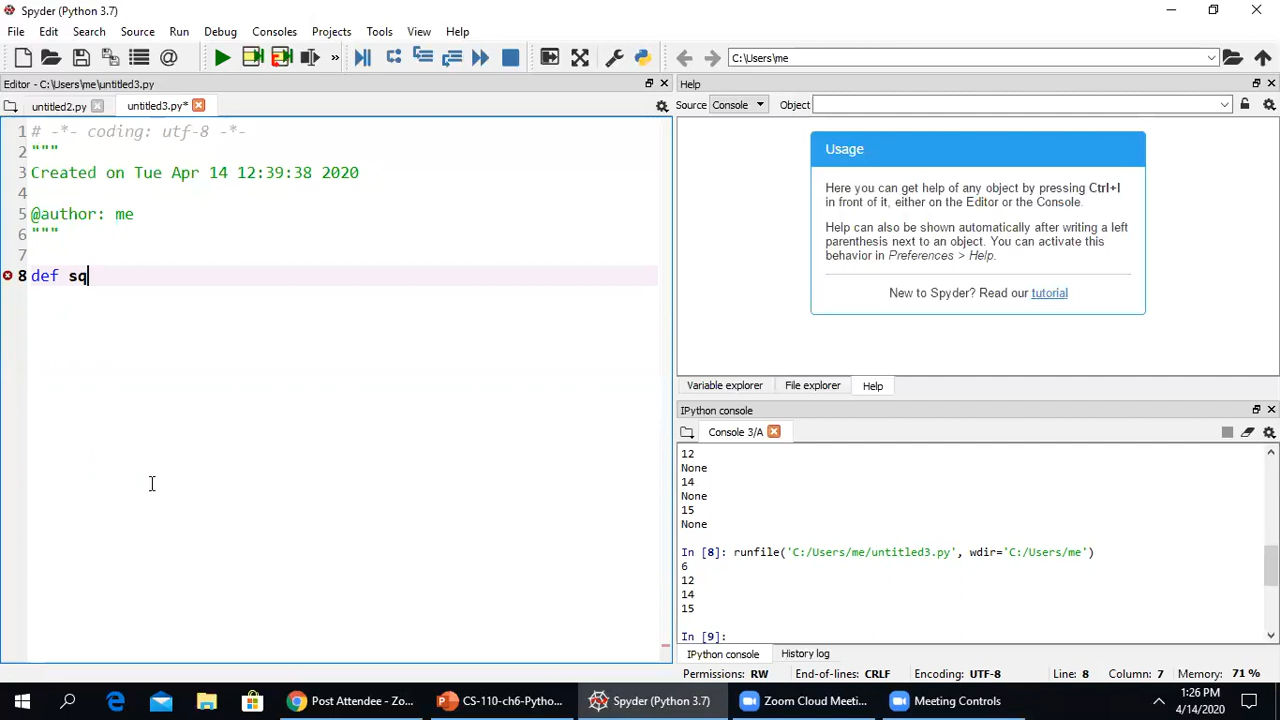 Spyder (Python 3.7)
File Edit Search Source Run Debug Consoles Projects Tools View Help
C:\Users\me
Editor - C:\Users\me\untitled3.py
Help
untitled2.py untitled3.py*
Source Console Object
1 # -*- coding: utf-8 -*-
2 """
3 Created on Tue Apr 14 12:39:38 2020
4
5 @author: me
6 """
7
8 def sq
Usage
Here you can get help of any object by pressing Ctrl+I
in front of it, either on the Editor or the Console.
Help can also be shown automatically after writing a left
parenthesis next to an object. You can activate this
behavior in Preferences > Help.
New to Spyder? Read our tutorial
Variable explorer File explorer Help
IPython console
Console 3/A
12
None
14
None
15
None
In [8]: runfile('C:/Users/me/untitled3.py', wdir='C:/Users/me')
6
12
14
15
In [9]:
IPython console History log
Permissions: RW End-of-lines: CRLF Encoding: UTF-8 Line: 8 Column: 7 Memory: 71 %
Post Attendee - Zo... CS-110-ch6-Python... Spyder (Python 3.7) Zoom Cloud Meeti... Meeting Controls
1:26 PM
4/14/2020